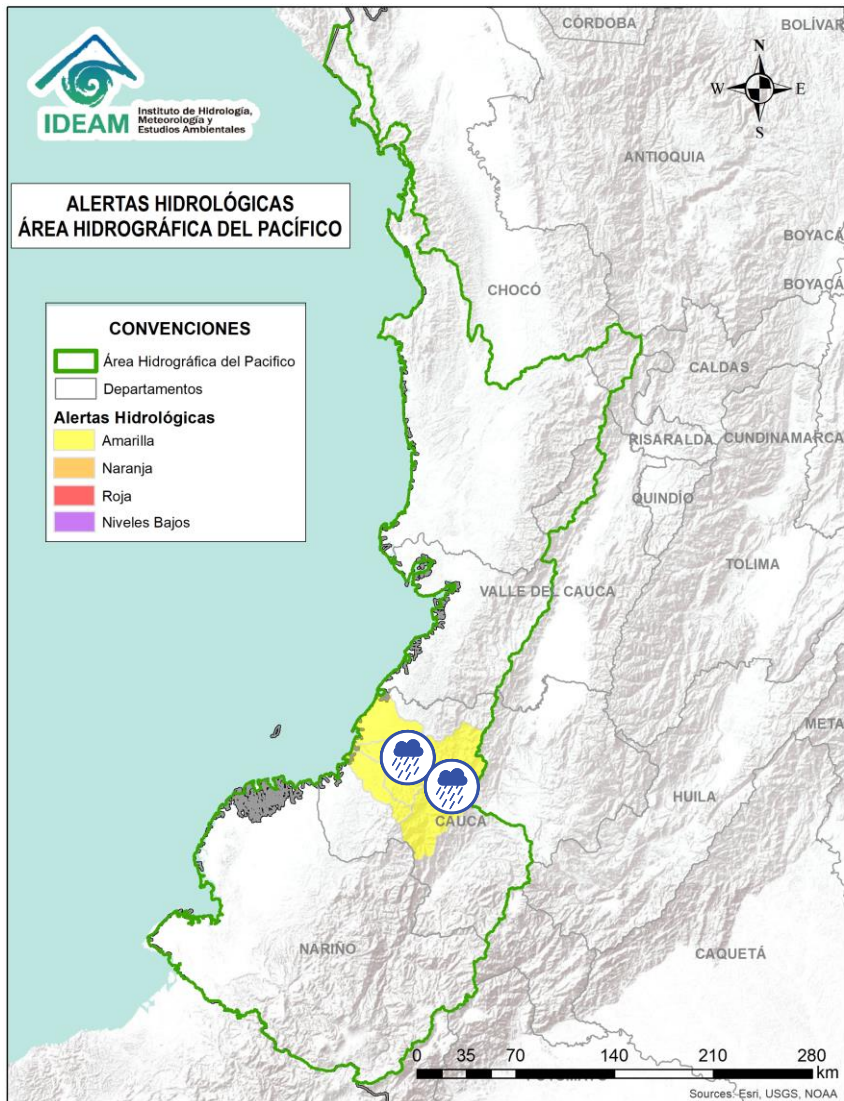 CÓRDOBA
BOLÍVAR
N
W E
S
IDEAM
Instituto de Hidrología,
Meteorología y
Estudios Ambientales
ANTIOQUIA
ALERTAS HIDROLÓGICAS
ÁREA HIDROGRÁFICA DEL PACÍFICO
BOYACÁ
BOYACÁ
CHOCÓ
CONVENCIONES
Área Hidrográfica del Pacifico
Departamentos
Alertas Hidrológicas
Amarilla
Naranja
Roja
Niveles Bajos
CALDAS
RISARALDA
CUNDINAMARCA
QUINDÍO
TOLIMA
VALLE DEL CAUCA
META
HUILA
CAUCA
NARIÑO
CAQUETÁ
0 35 70 140 210 280
km
Sources: Esri, USGS, NOAA